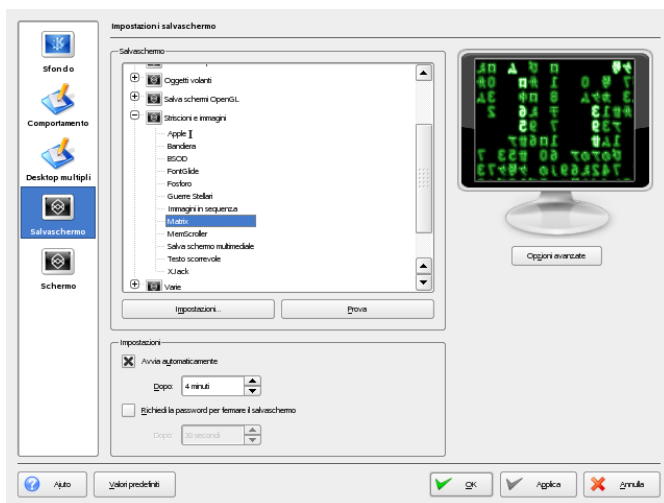 Impostazioni salvaschermo
Sfondo
Comportamento
Desktop multipli
Salvaschermo
Schermo
Salvaschermo
Oggetti volanti
Salva schermi OpenGL
Striscioni e immagini
Apple ][
Bandiera
BSOD
FontGlide
Fosforo
Guerre Stellari
Immagini in sequenza
Matrix
MemScroller
Salva schermo multimediale
Testo scorrevole
XJack
Varie
Impostazioni...
Prova
Opzioni avanzate
Impostazioni
Avvia automaticamente
Dopo: 4 minuti
Richiedi la password per fermare il salvaschermo
Dopo: 30 secondi
Aiuto
Valori predefiniti
OK
Applica
Annulla